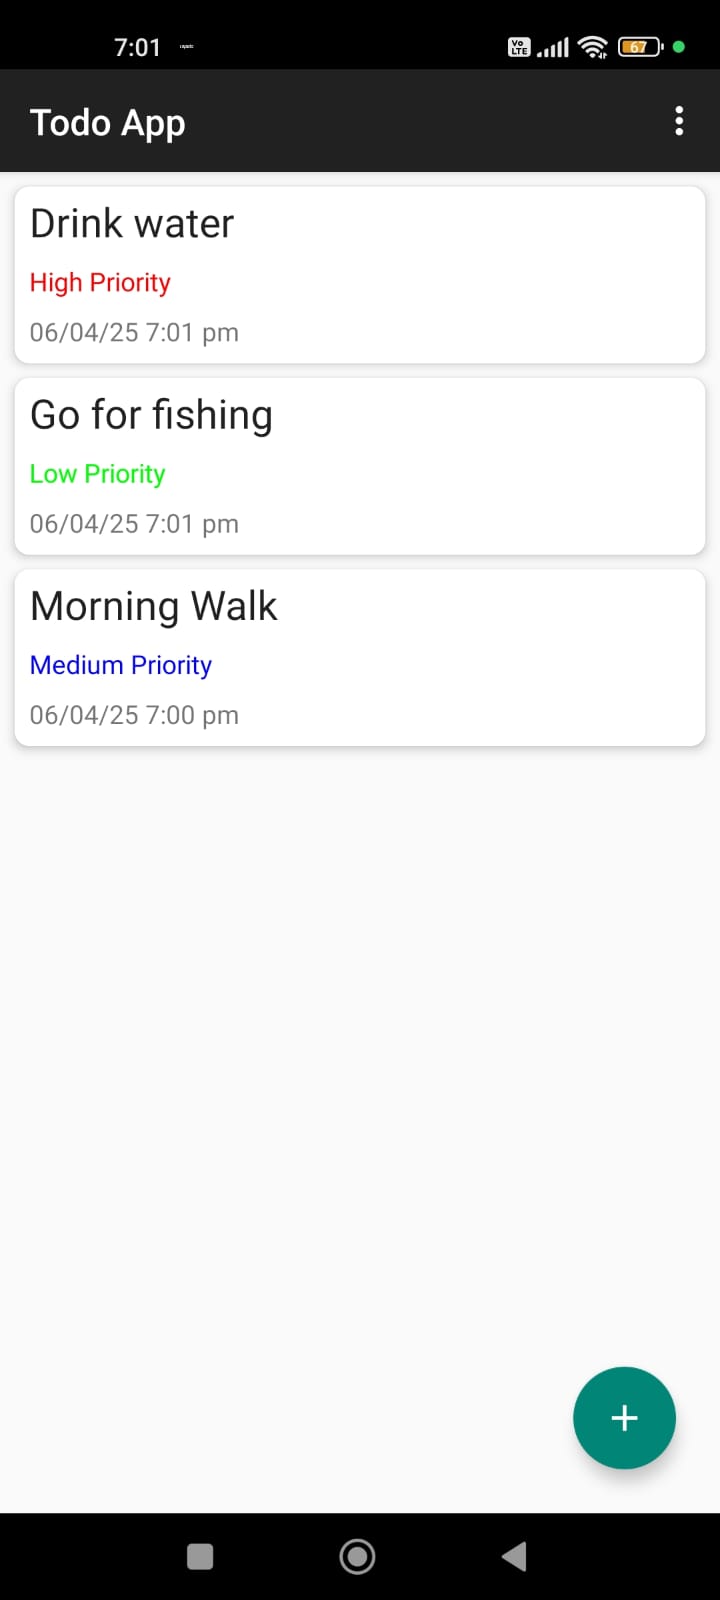 7:01
Vo
LTE
67
Todo App
Drink water
High Priority
06/04/25 7:01 pm
Go for fishing
Low Priority
06/04/25 7:01 pm
Morning Walk
Medium Priority
06/04/25 7:00 pm